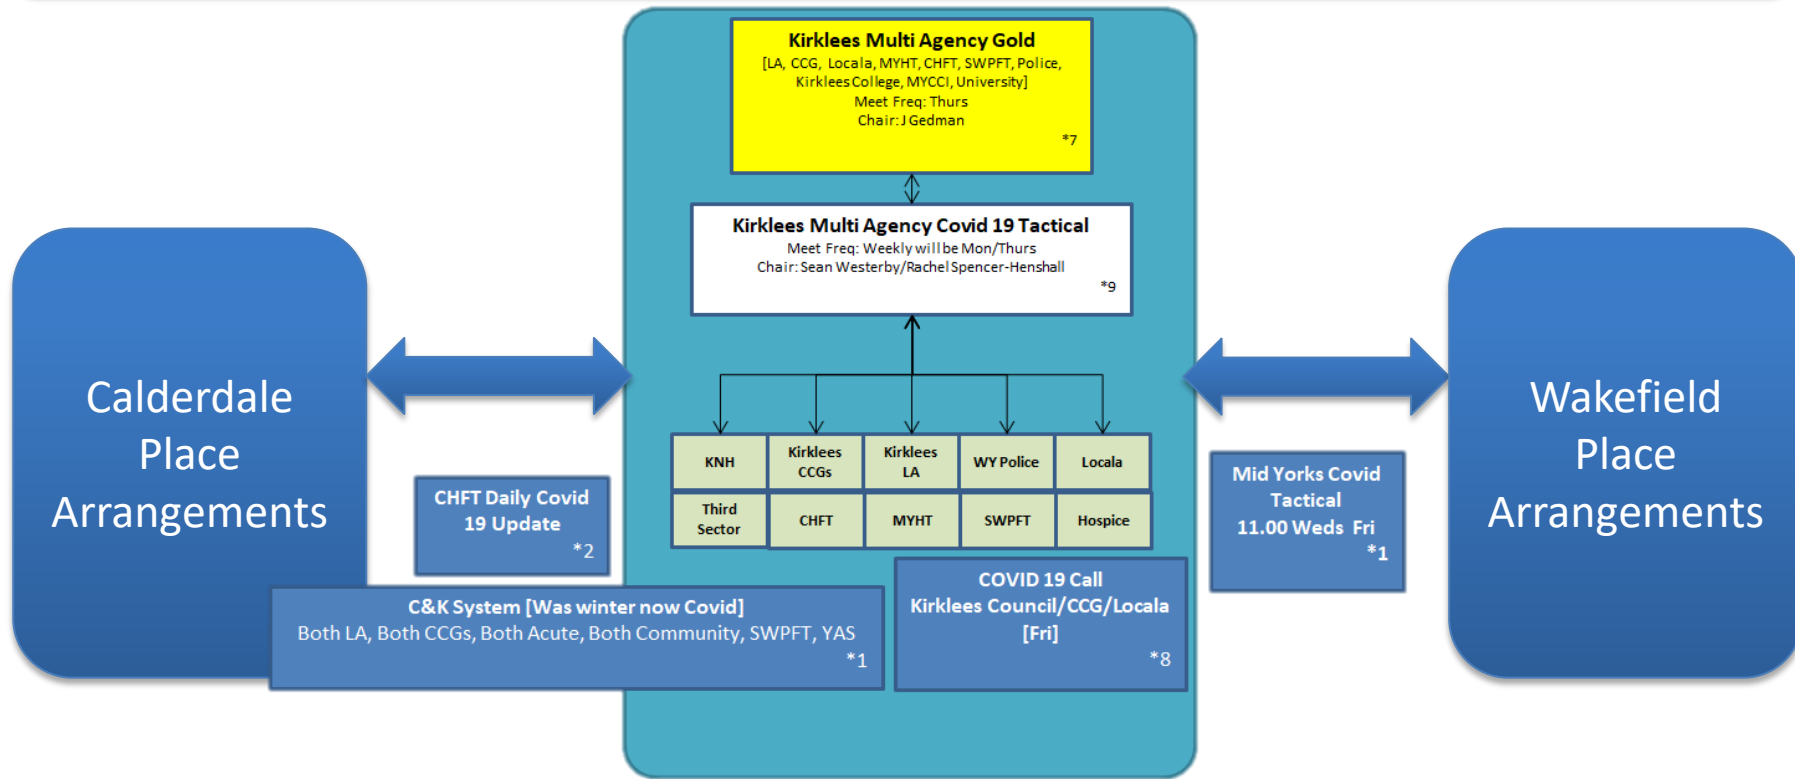 Kirklees Multi Agency Gold
[LA, CCG, Locala, MYHT, CHFT, SWPFT, Police,
Kirklees College, MYCCI, University]
Meet Freq: Thurs
Chair: J Gedman
*7
Kirklees Multi Agency Covid 19 Tactical
Meet Freq: Weekly will be Mon/Thurs
Chair: Sean Westerby/Rachel Spencer-Henshall
*9
Calderdale
Place
Arrangements
Wakefield
Place
Arrangements
KNH
Kirklees
CCGs
Kirklees
LA
WY Police
Locala
Third
Sector
CHFT
MYHT
SWPFT
Hospice
CHFT Daily Covid
19 Update
*2
Mid Yorks Covid
Tactical
11.00 Weds Fri
*1
C&K System [Was winter now Covid]
Both LA, Both CCGs, Both Acute, Both Community, SWPFT, YAS
*1
COVID 19 Call
Kirklees Council/CCG/Locala
[Fri]
*8